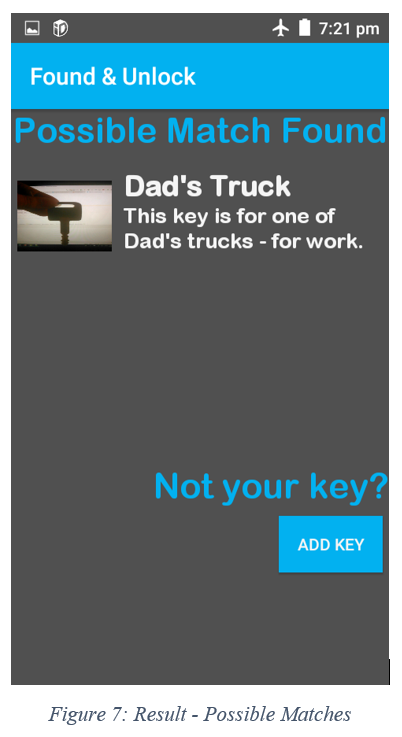 7:21 pm
Found & Unlock
Possible Match Found
Dad's Truck
This key is for one of
Dad's trucks - for work.
Not your key?
ADD KEY
Figure 7: Result - Possible Matches